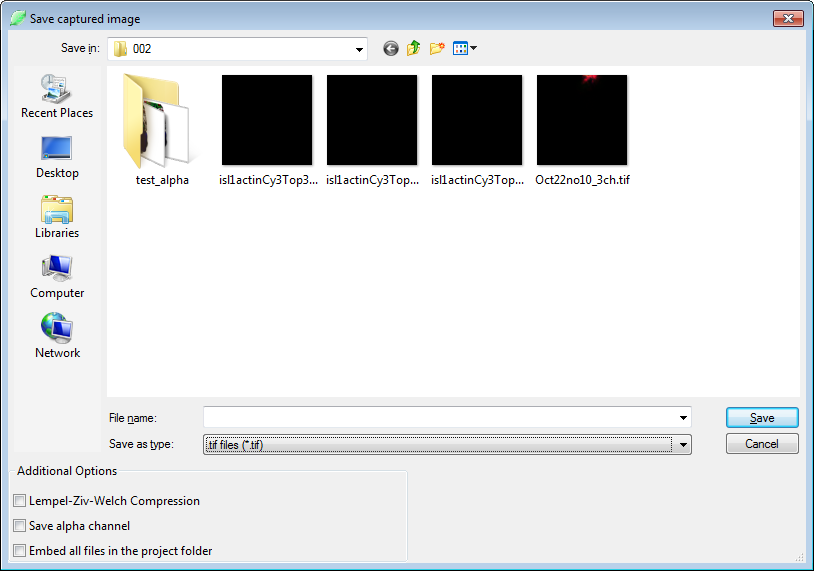 Save captured image
Save in: 002
Recent Places
Desktop
Libraries
Computer
Network
test_alpha
isl1actinCy3Top3...
isl1actinCy3Top...
isl1actinCy3Top...
Oct22no10_3ch.tif
File name:
Save
Save as type: .tif files (*.tif)
Cancel
Additional Options
Lempel-Ziv-Welch Compression
Save alpha channel
Embed all files in the project folder